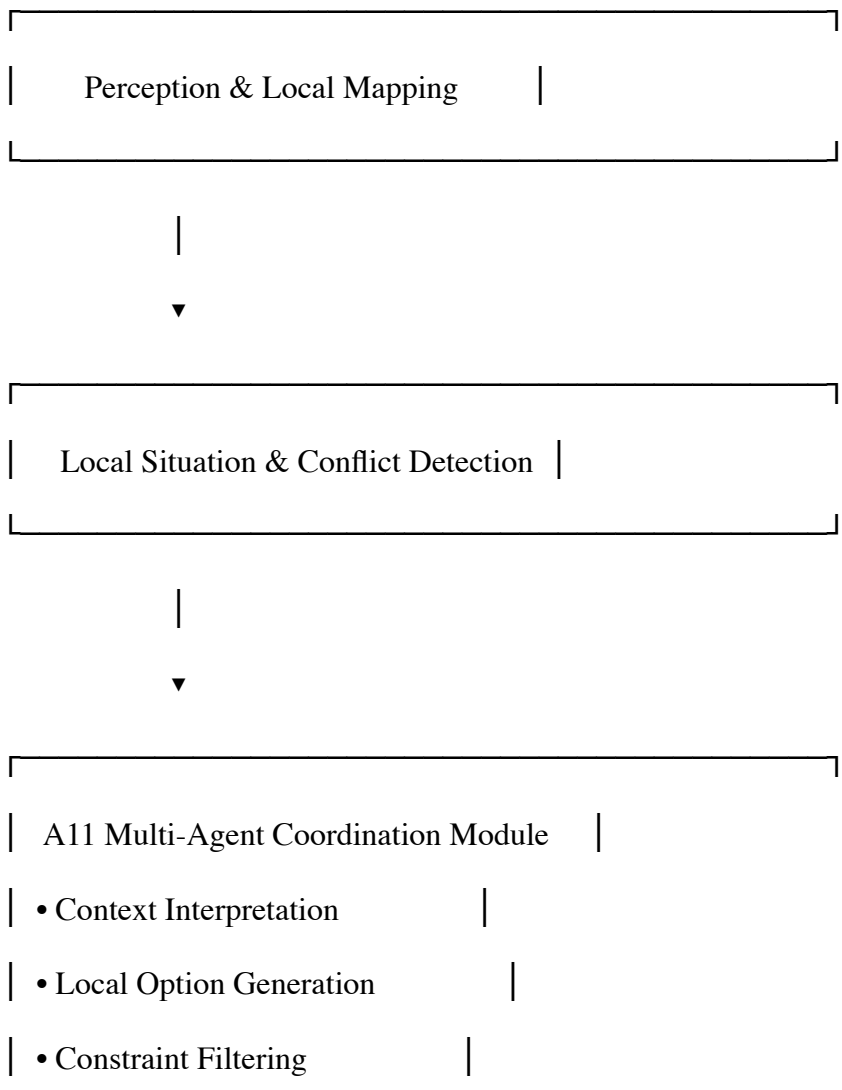 ┌──────────────────────────────────────────┐
│ Perception & Local Mapping │
└──────────────────────────────────────────┘
│
▼
┌──────────────────────────────────────────┐
│ Local Situation & Conflict Detection │
└──────────────────────────────────────────┘
│
▼
┌──────────────────────────────────────────┐
│ A11 Multi-Agent Coordination Module │
│ • Context Interpretation │
│ • Local Option Generation │
│ • Constraint Filtering │